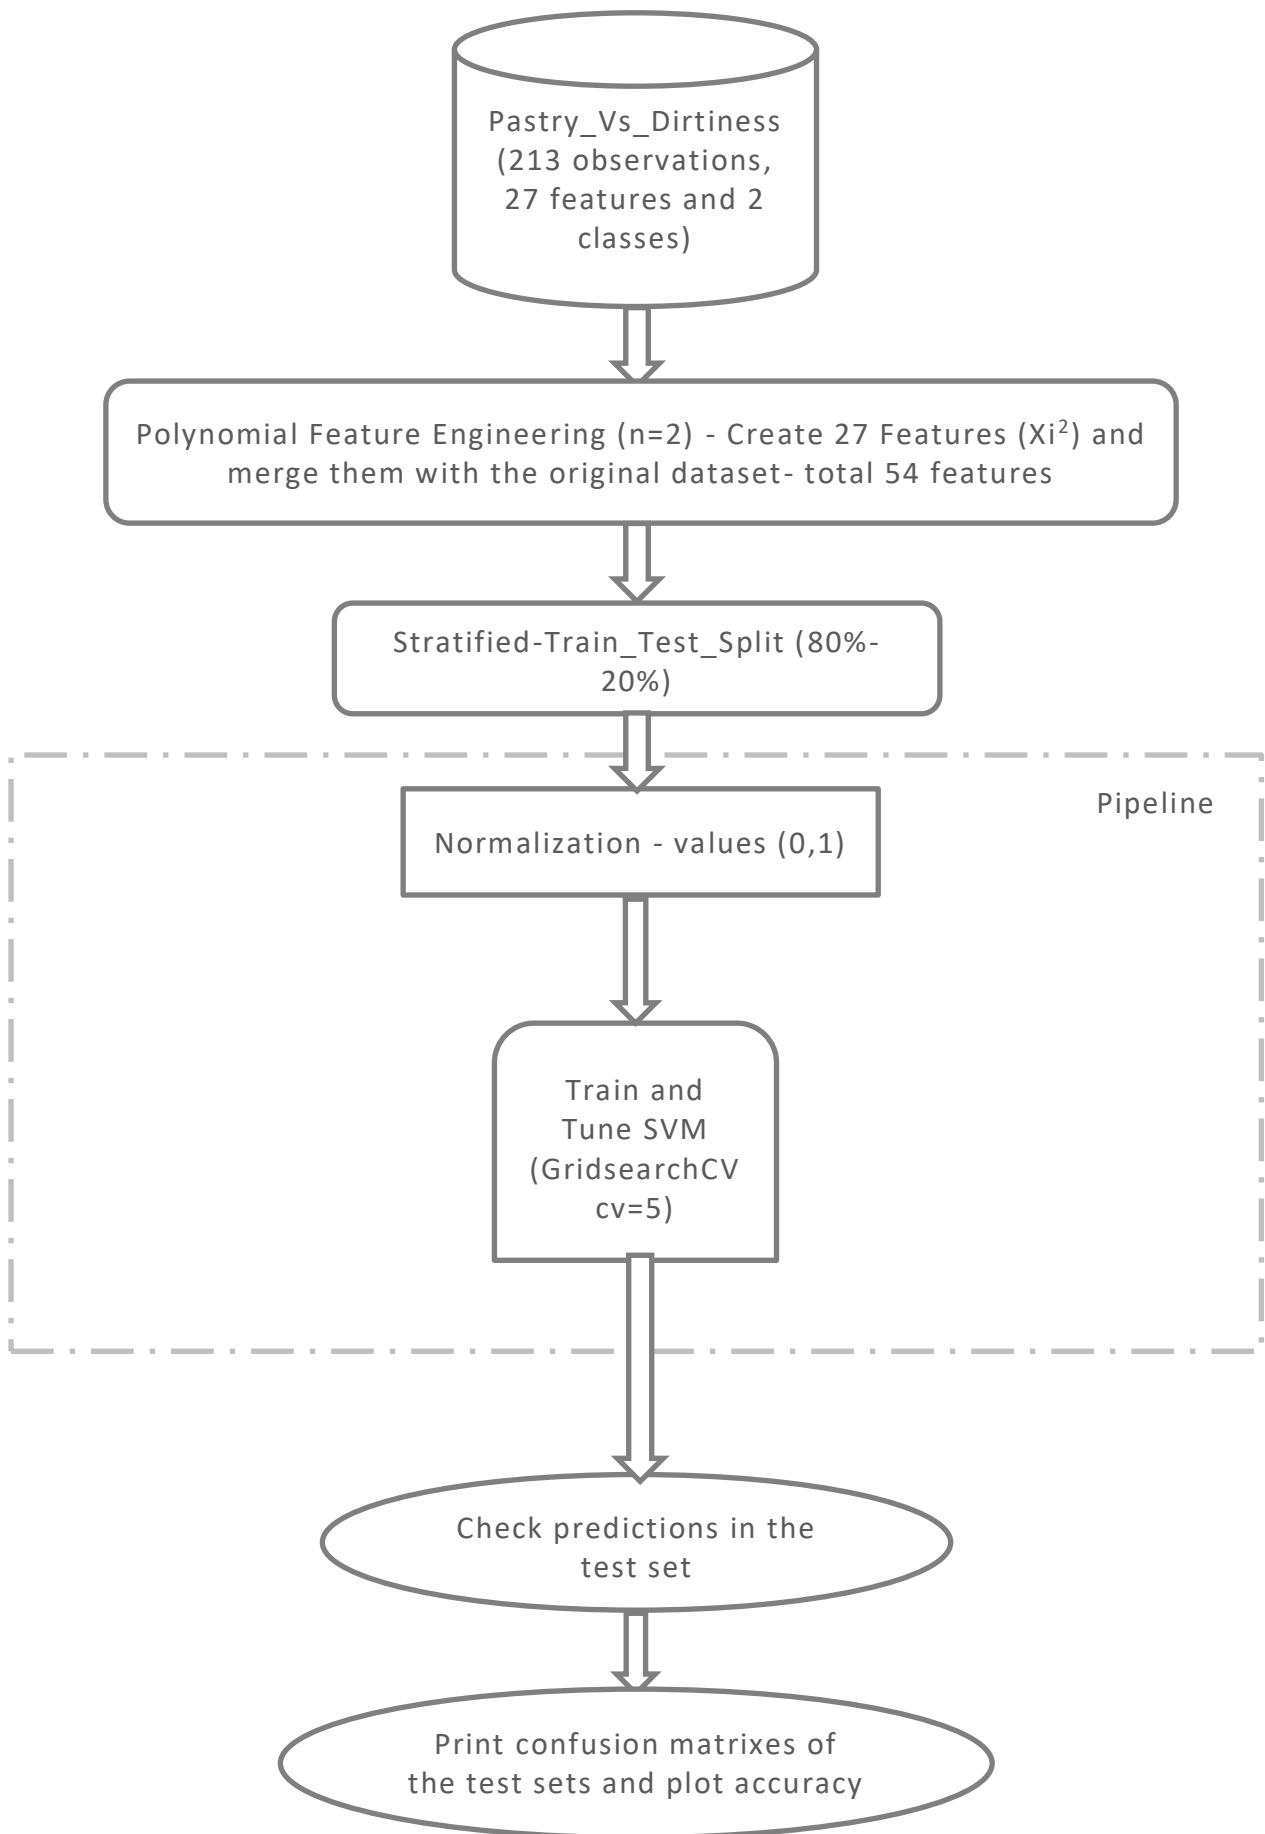 Pastry_Vs_Dirtiness
(213 observations,
27 features and 2
classes)
Polynomial Feature Engineering (n=2) - Create 27 Features (Xi²) and
merge them with the original dataset- total 54 features
Stratified-Train_Test_Split (80%-
20%)
Pipeline
Normalization - values (0,1)
Train and
Tune SVM
(GridsearchCV
cv=5)
Check predictions in the
test set
Print confusion matrixes of
the test sets and plot accuracy